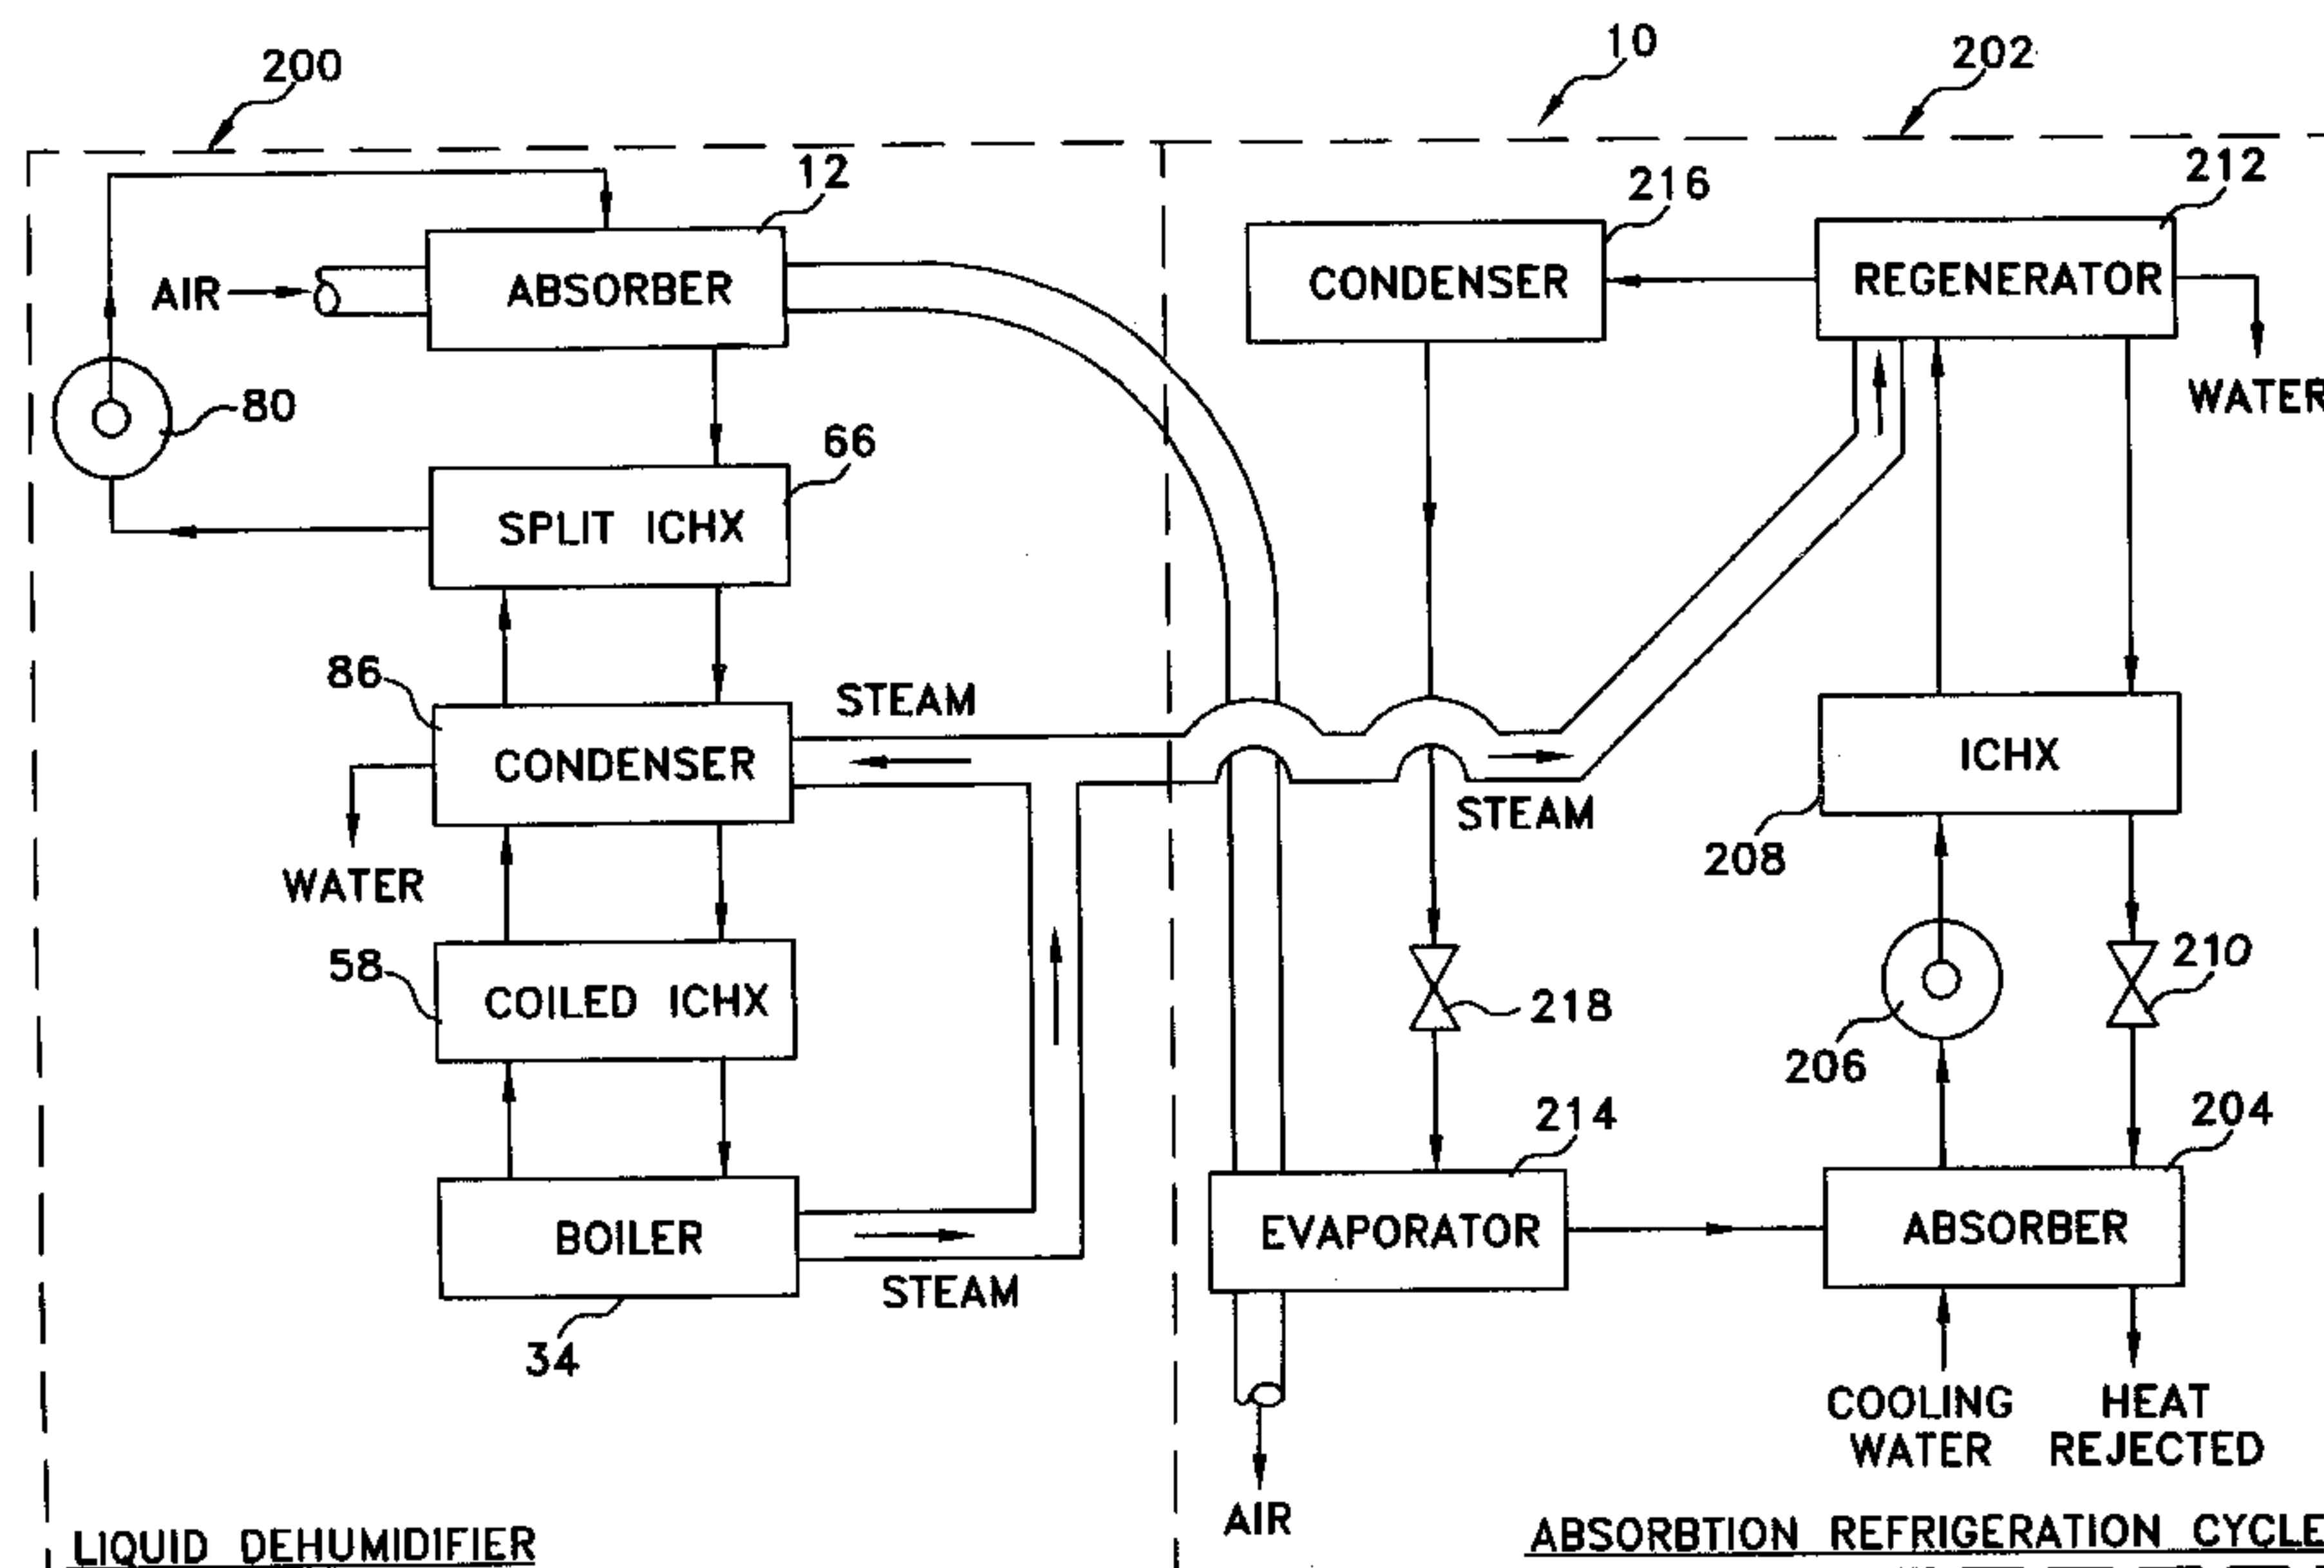 200
10
202
12
216
212
ABSORBER
CONDENSER
REGENERATOR
AIR
WATER
80
66
SPLIT ICHX
86
STEAM
CONDENSER
ICHX
STEAM
208
WATER
58
COILED ICHX
218
210
206
214
204
BOILER
EVAPORATOR
ABSORBER
STEAM
34
COOLING
WATER
HEAT
REJECTED
AIR
LIQUID DEHUMIDIFIER
ABSORBTION REFRIGERATION CYCLE